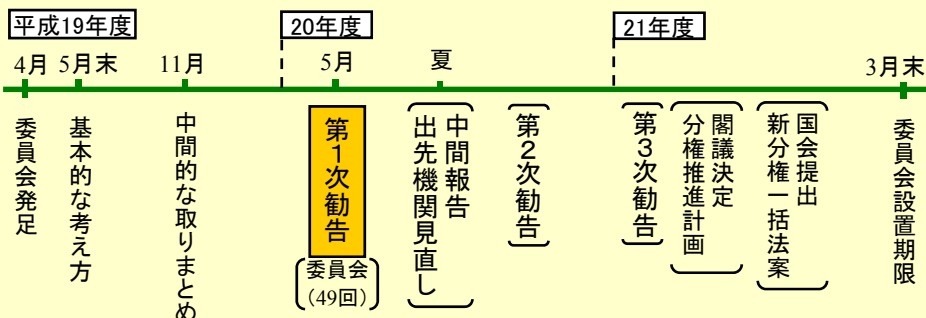 平成19年度
20年度
21年度
4月
5月末
11月
5月
夏
3月末
委員会発足
基本的な考え方
中間的な取りまとめ
第1次勧告
委員会
(49回)
中間報告
出先機関見直し
第2次勧告
第3次勧告
閣議決定
分権推進計画
国会提出
新分権一括法案
委員会設置期限